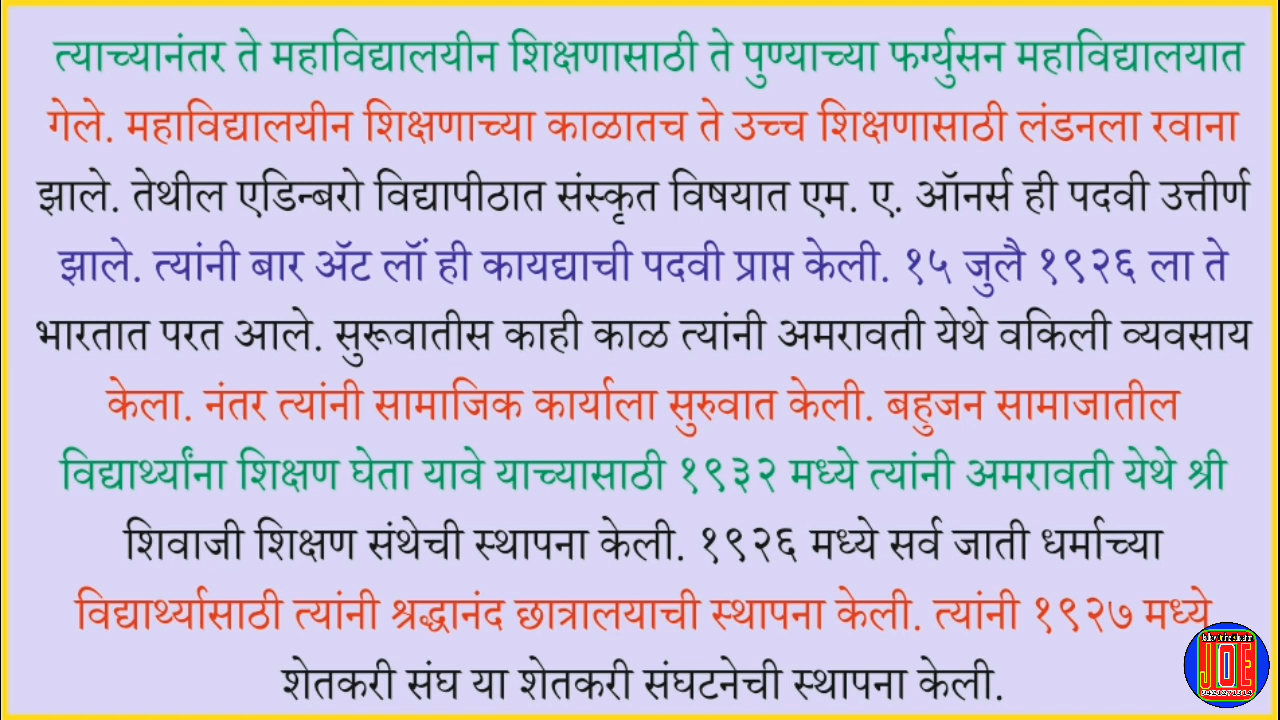 त्याच्यानंतर ते महाविद्यालयीन शिक्षणासाठी ते पुण्याच्या फर्ग्युसन महाविद्यालयात
गेले. महाविद्यालयीन शिक्षणाच्या काळातच ते उच्च शिक्षणासाठी लंडनला रवाना
झाले. तेथील एडिन्बरो विद्यापीठात संस्कृत विषयात एम. ए. ऑनर्स ही पदवी उत्तीर्ण
झाले. त्यांनी बार ॲट लॉं ही कायद्याची पदवी प्राप्त केली. १५ जुलै १९२६ ला ते
भारतात परत आले. सुरूवातीस काही काळ त्यांनी अमरावती येथे वकिली व्यवसाय
केला. नंतर त्यांनी सामाजिक कार्याला सुरुवात केली. बहुजन सामाजातील
विद्यार्थ्यांना शिक्षण घेता यावे याच्यासाठी १९३२ मध्ये त्यांनी अमरावती येथे श्री
शिवाजी शिक्षण संथेची स्थापना केली. १९२६ मध्ये सर्व जाती धर्माच्या
विद्यार्थ्यासाठी त्यांनी श्रद्धानंद छात्रालयाची स्थापना केली. त्यांनी १९२७ मध्ये
शेतकरी संघ या शेतकरी संघटनेची स्थापना केली.
JOE